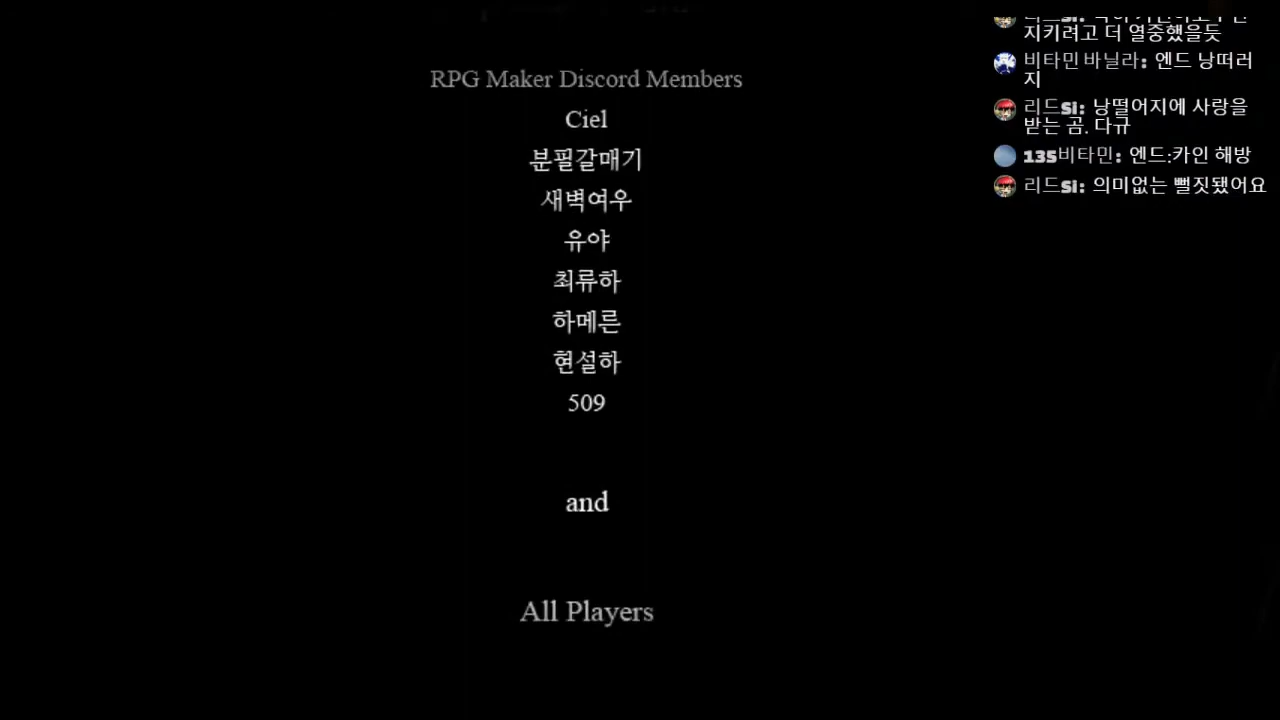 RPG Maker Discord Members
Ciel
분필갈매기
새벽여우
유야
최류하
하메른
현설하
509
and
All Players
지키려고 더 열중했을듯
비타민 바닐라: 엔드 낭떠러
지
리드Si: 낭떨어지에 사랑을
받는 곰. 다규
135비타민: 엔드:카인 해방
리드Si: 의미없는 뻘짓됐어요